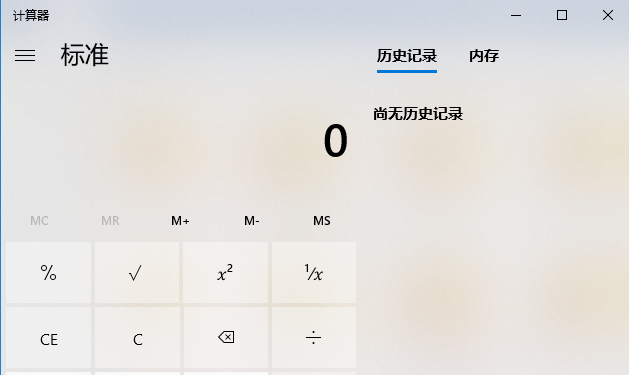 计算器
标准
历史记录 内存
尚无历史记录
0
MC MR M+ M- MS
% √ x² ¹/x
CE C ÷